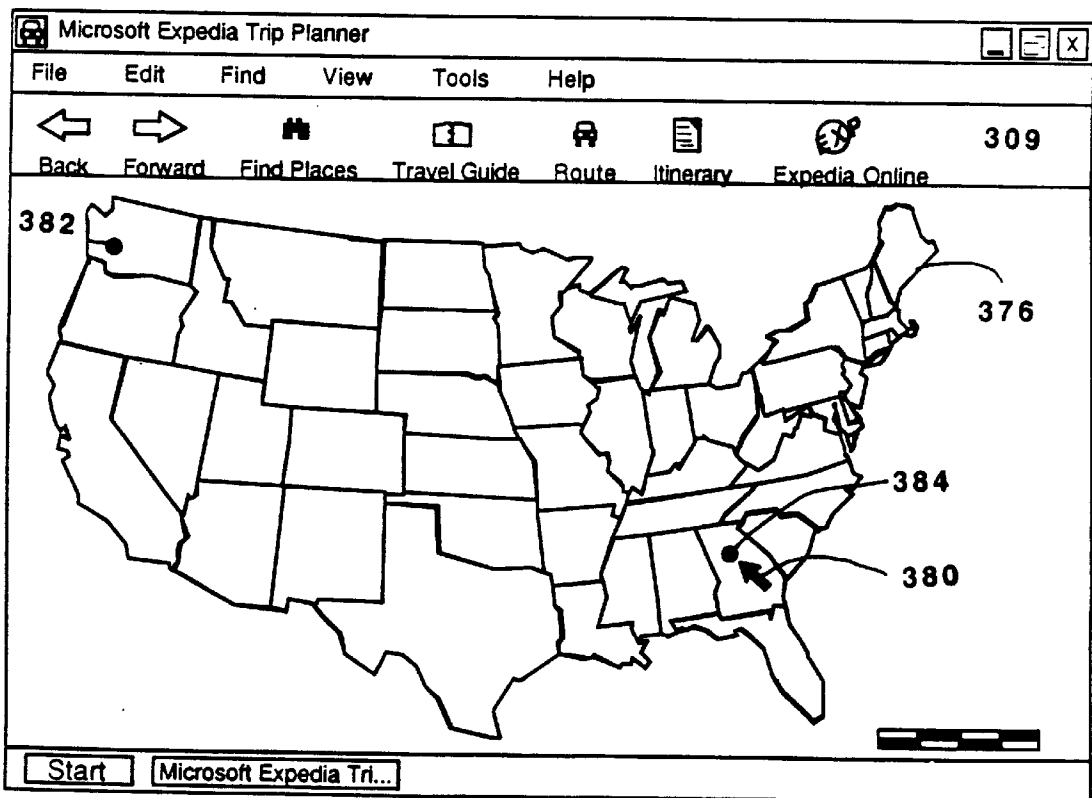 Microsoft Expedia Trip Planner
X
File Edit Find View Tools Help
309
Back Forward Find Places Travel Guide Route Itinerary Expedia Online
382
376
384
380
Start Microsoft Expedia Tri...